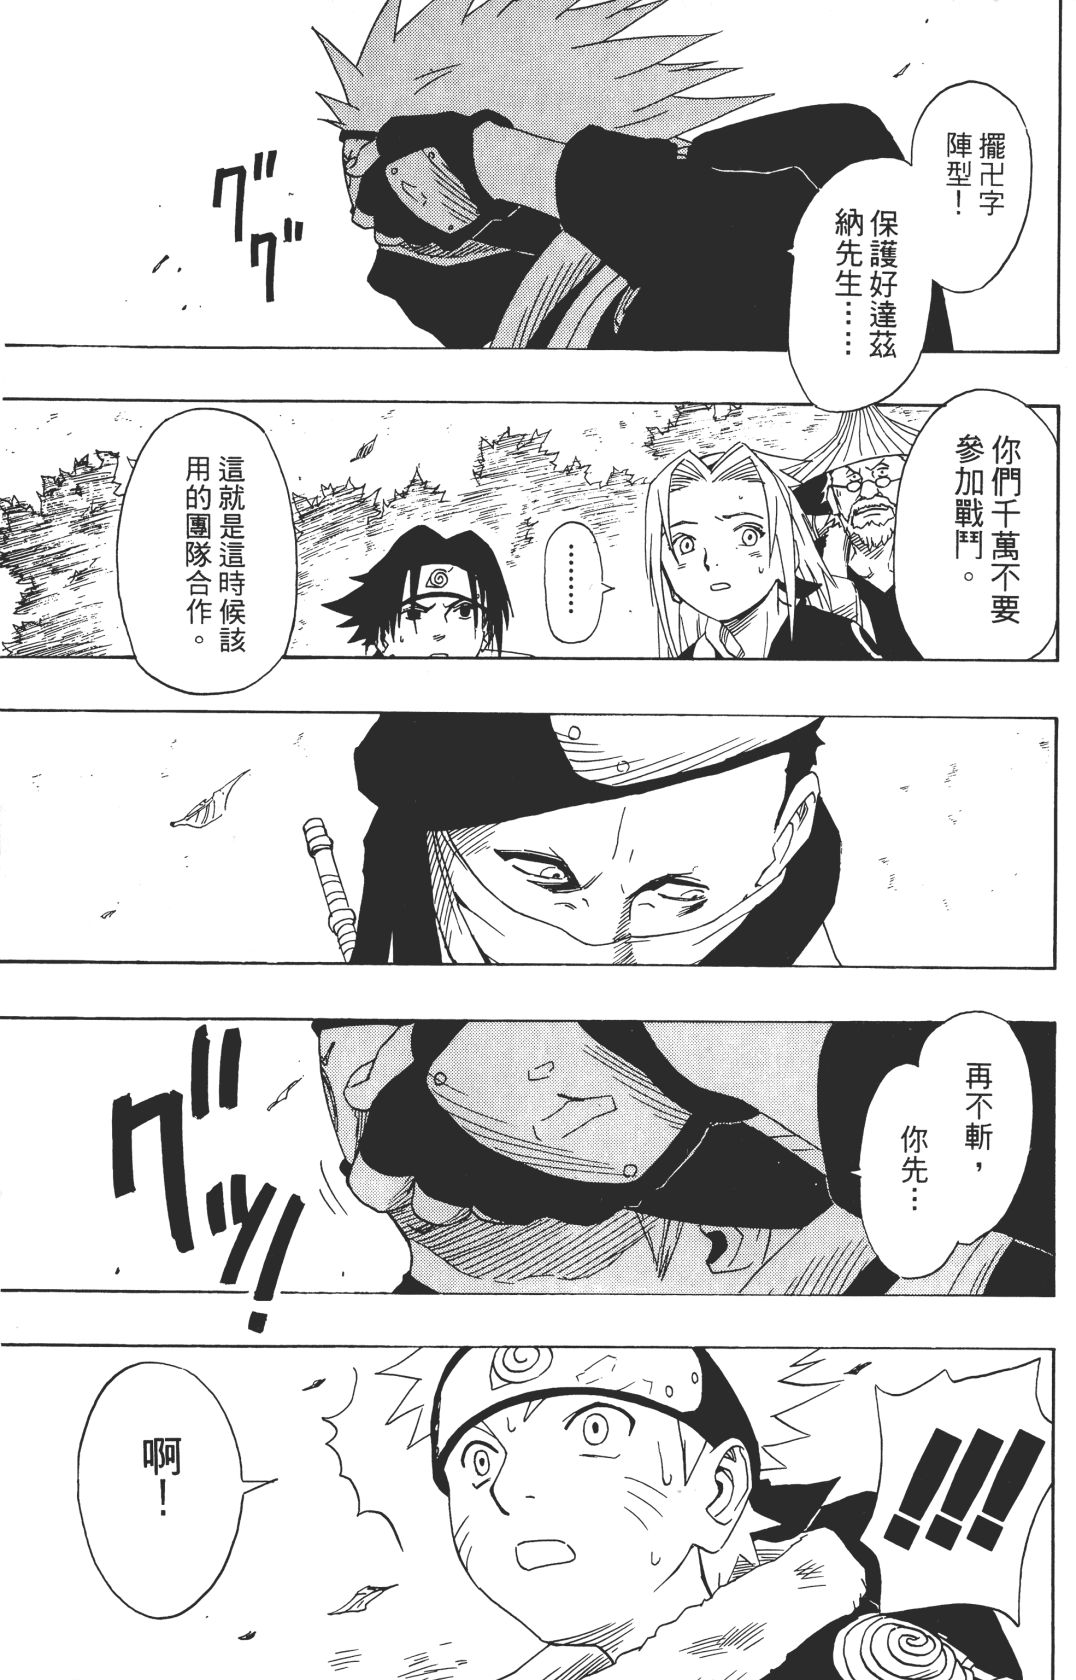 擺卍字
陣型！
保護好達茲
納先生……
グ゛グ゛
你們千萬不要
參加戰鬥。
………
這就是這時候該
用的團隊合作。
再不斬，
你先…
グ゛グッ！
！！！
啊！